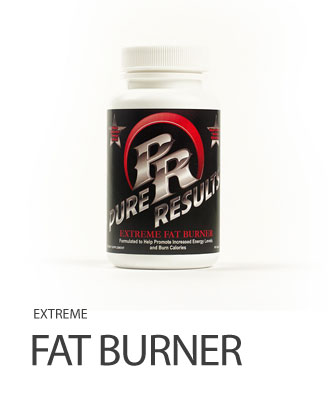 PR
PURE
RESULTS
EXTREME FAT BURNER
Formulated to Help Promote Increased Energy Levels
and Burn Calories
EXTREME
FAT BURNER